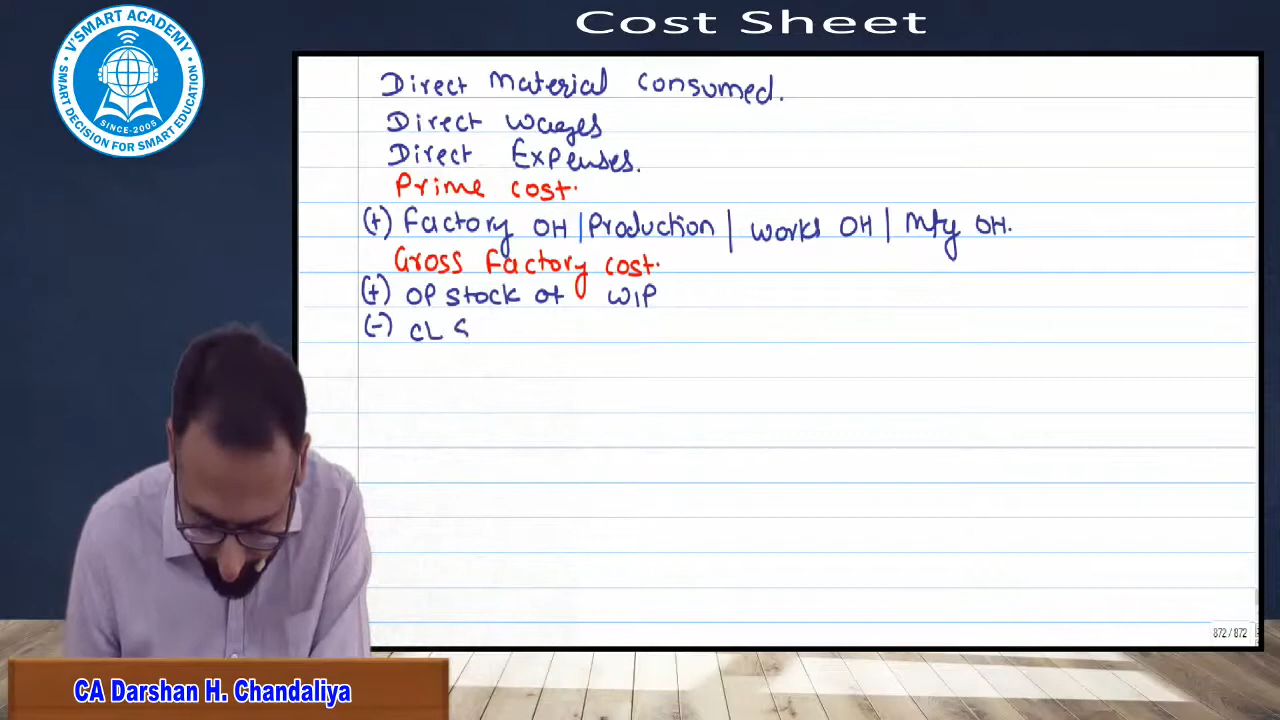 Cost Sheet
V'SMART ACADEMY
SMART DECISION FOR SMART EDUCATION
SINCE-2005
Direct Material Consumed.
Direct Wages
Direct Expenses.
Prime cost.
(+) Factory OH | Production | works OH | Mfg OH.
Gross Factory cost.
(+) OP stock of WIP
(-) CL S
872 / 872
CA Darshan H. Chandaliya